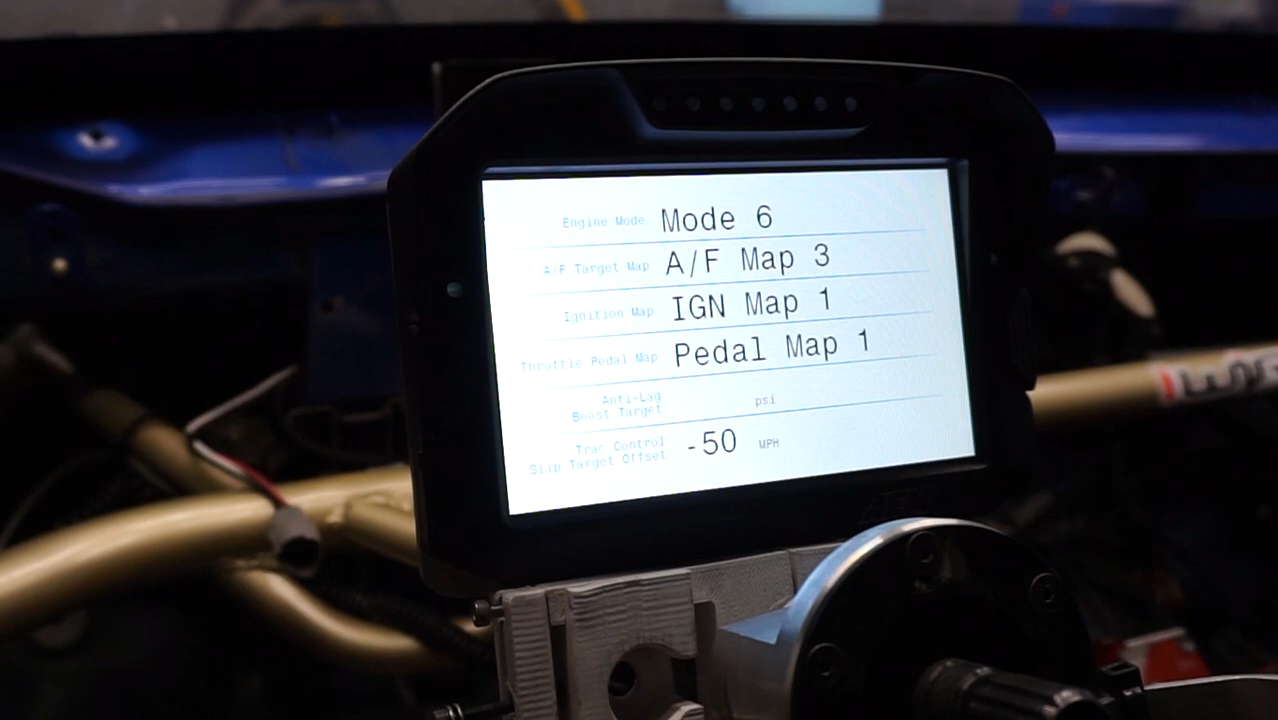 Engine Mode Mode 6
A/F Target Map A/F Map 3
Ignition Map IGN Map 1
Throttle Pedal Map Pedal Map 1
Anti-Lag
Boost Target psi
Trac Control
Slip Target Offset -50 MPH
AEM